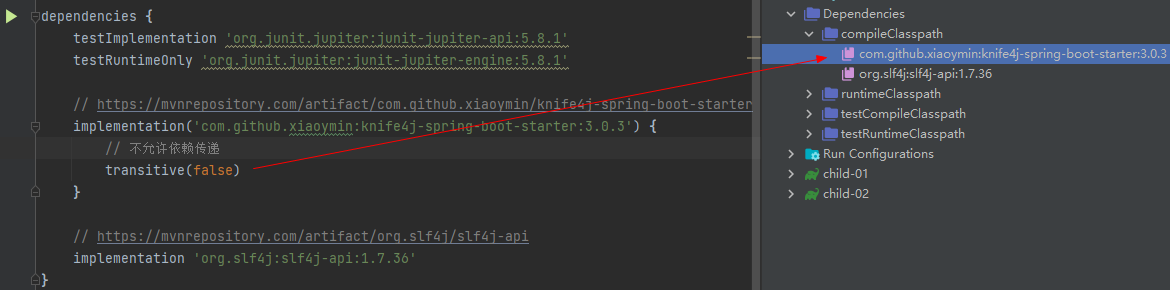 dependencies {
testImplementation 'org.junit.jupiter:junit-jupiter-api:5.8.1'
testRuntimeOnly 'org.junit.jupiter:junit-jupiter-engine:5.8.1'
// https://mvnrepository.com/artifact/com.github.xiaoymin/knife4j-spring-boot-starter
implementation('com.github.xiaoymin:knife4j-spring-boot-starter:3.0.3') {
// 不允许依赖传递
transitive(false)
}
// https://mvnrepository.com/artifact/org.slf4j/slf4j-api
implementation 'org.slf4j:slf4j-api:1.7.36'
}
Dependencies
compileClasspath
com.github.xiaoymin:knife4j-spring-boot-starter:3.0.3
org.slf4j:slf4j-api:1.7.36
runtimeClasspath
testCompileClasspath
testRuntimeClasspath
Run Configurations
child-01
child-02